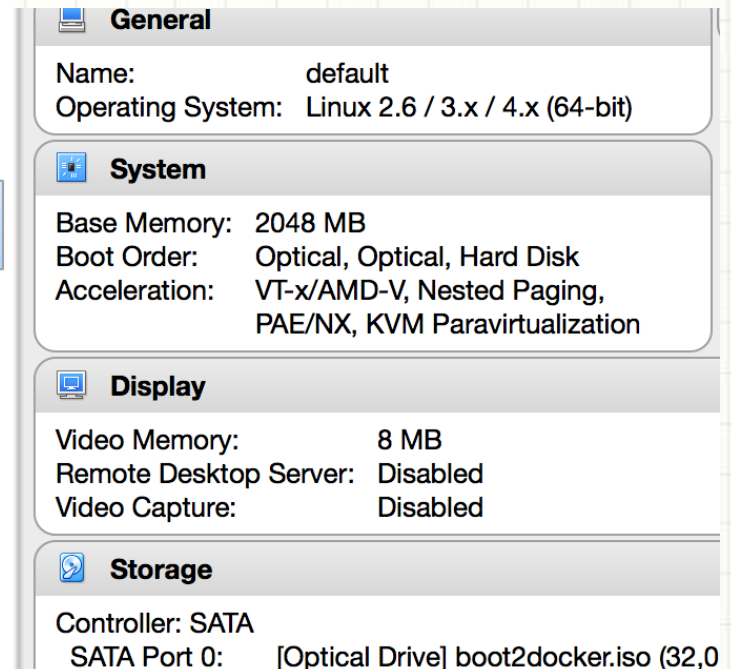 General
Name: default
Operating System: Linux 2.6 / 3.x / 4.x (64-bit)
System
Base Memory: 2048 MB
Boot Order: Optical, Optical, Hard Disk
Acceleration: VT-x/AMD-V, Nested Paging,
PAE/NX, KVM Paravirtualization
Display
Video Memory: 8 MB
Remote Desktop Server: Disabled
Video Capture: Disabled
Storage
Controller: SATA
SATA Port 0: [Optical Drive] boot2docker.iso (32,0